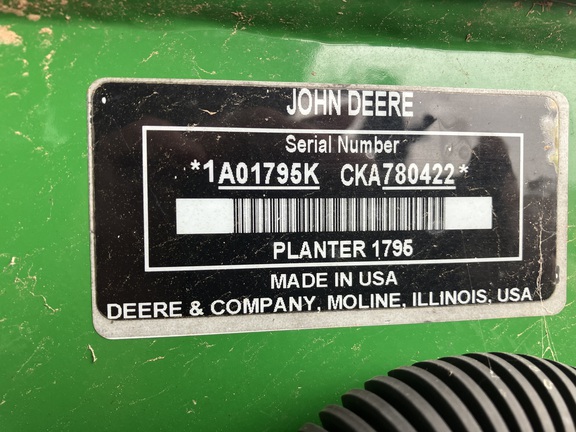 JOHN DEERE
Serial Number
*1A01795K CKA780422*
PLANTER 1795
MADE IN USA
DEERE & COMPANY, MOLINE, ILLINOIS, USA